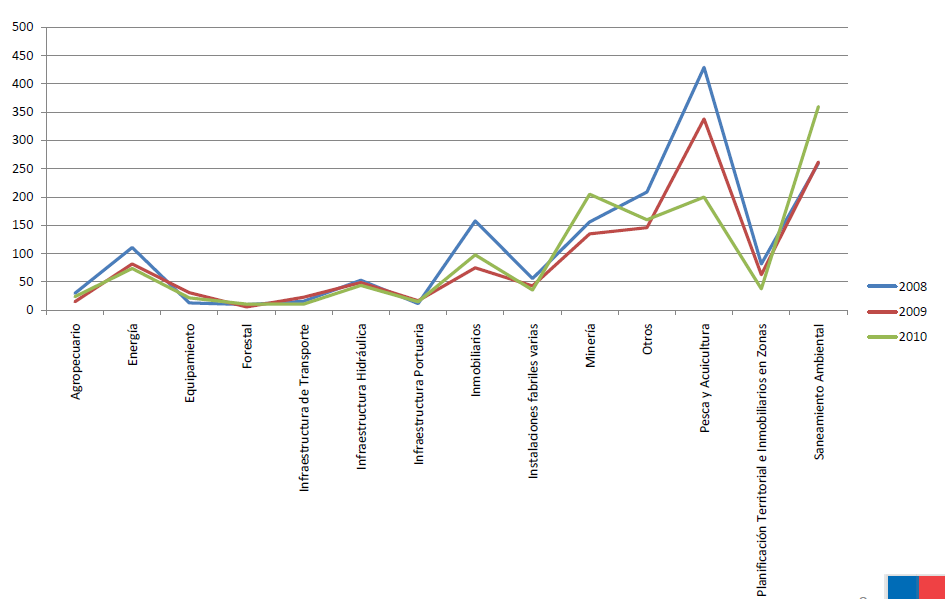 500
450
400
350
300
250
200
150
100
50
0
Agropecuario
Energía
Equipamiento
Forestal
Infraestructura de Transporte
Infraestructura Hidráulica
Infraestructura Portuaria
Inmobiliarios
Instalaciones fabriles varias
Minería
Otros
Pesca y Acuicultura
Planificación Territorial e Inmobiliarios en Zonas
Saneamiento Ambiental
2008
2009
2010